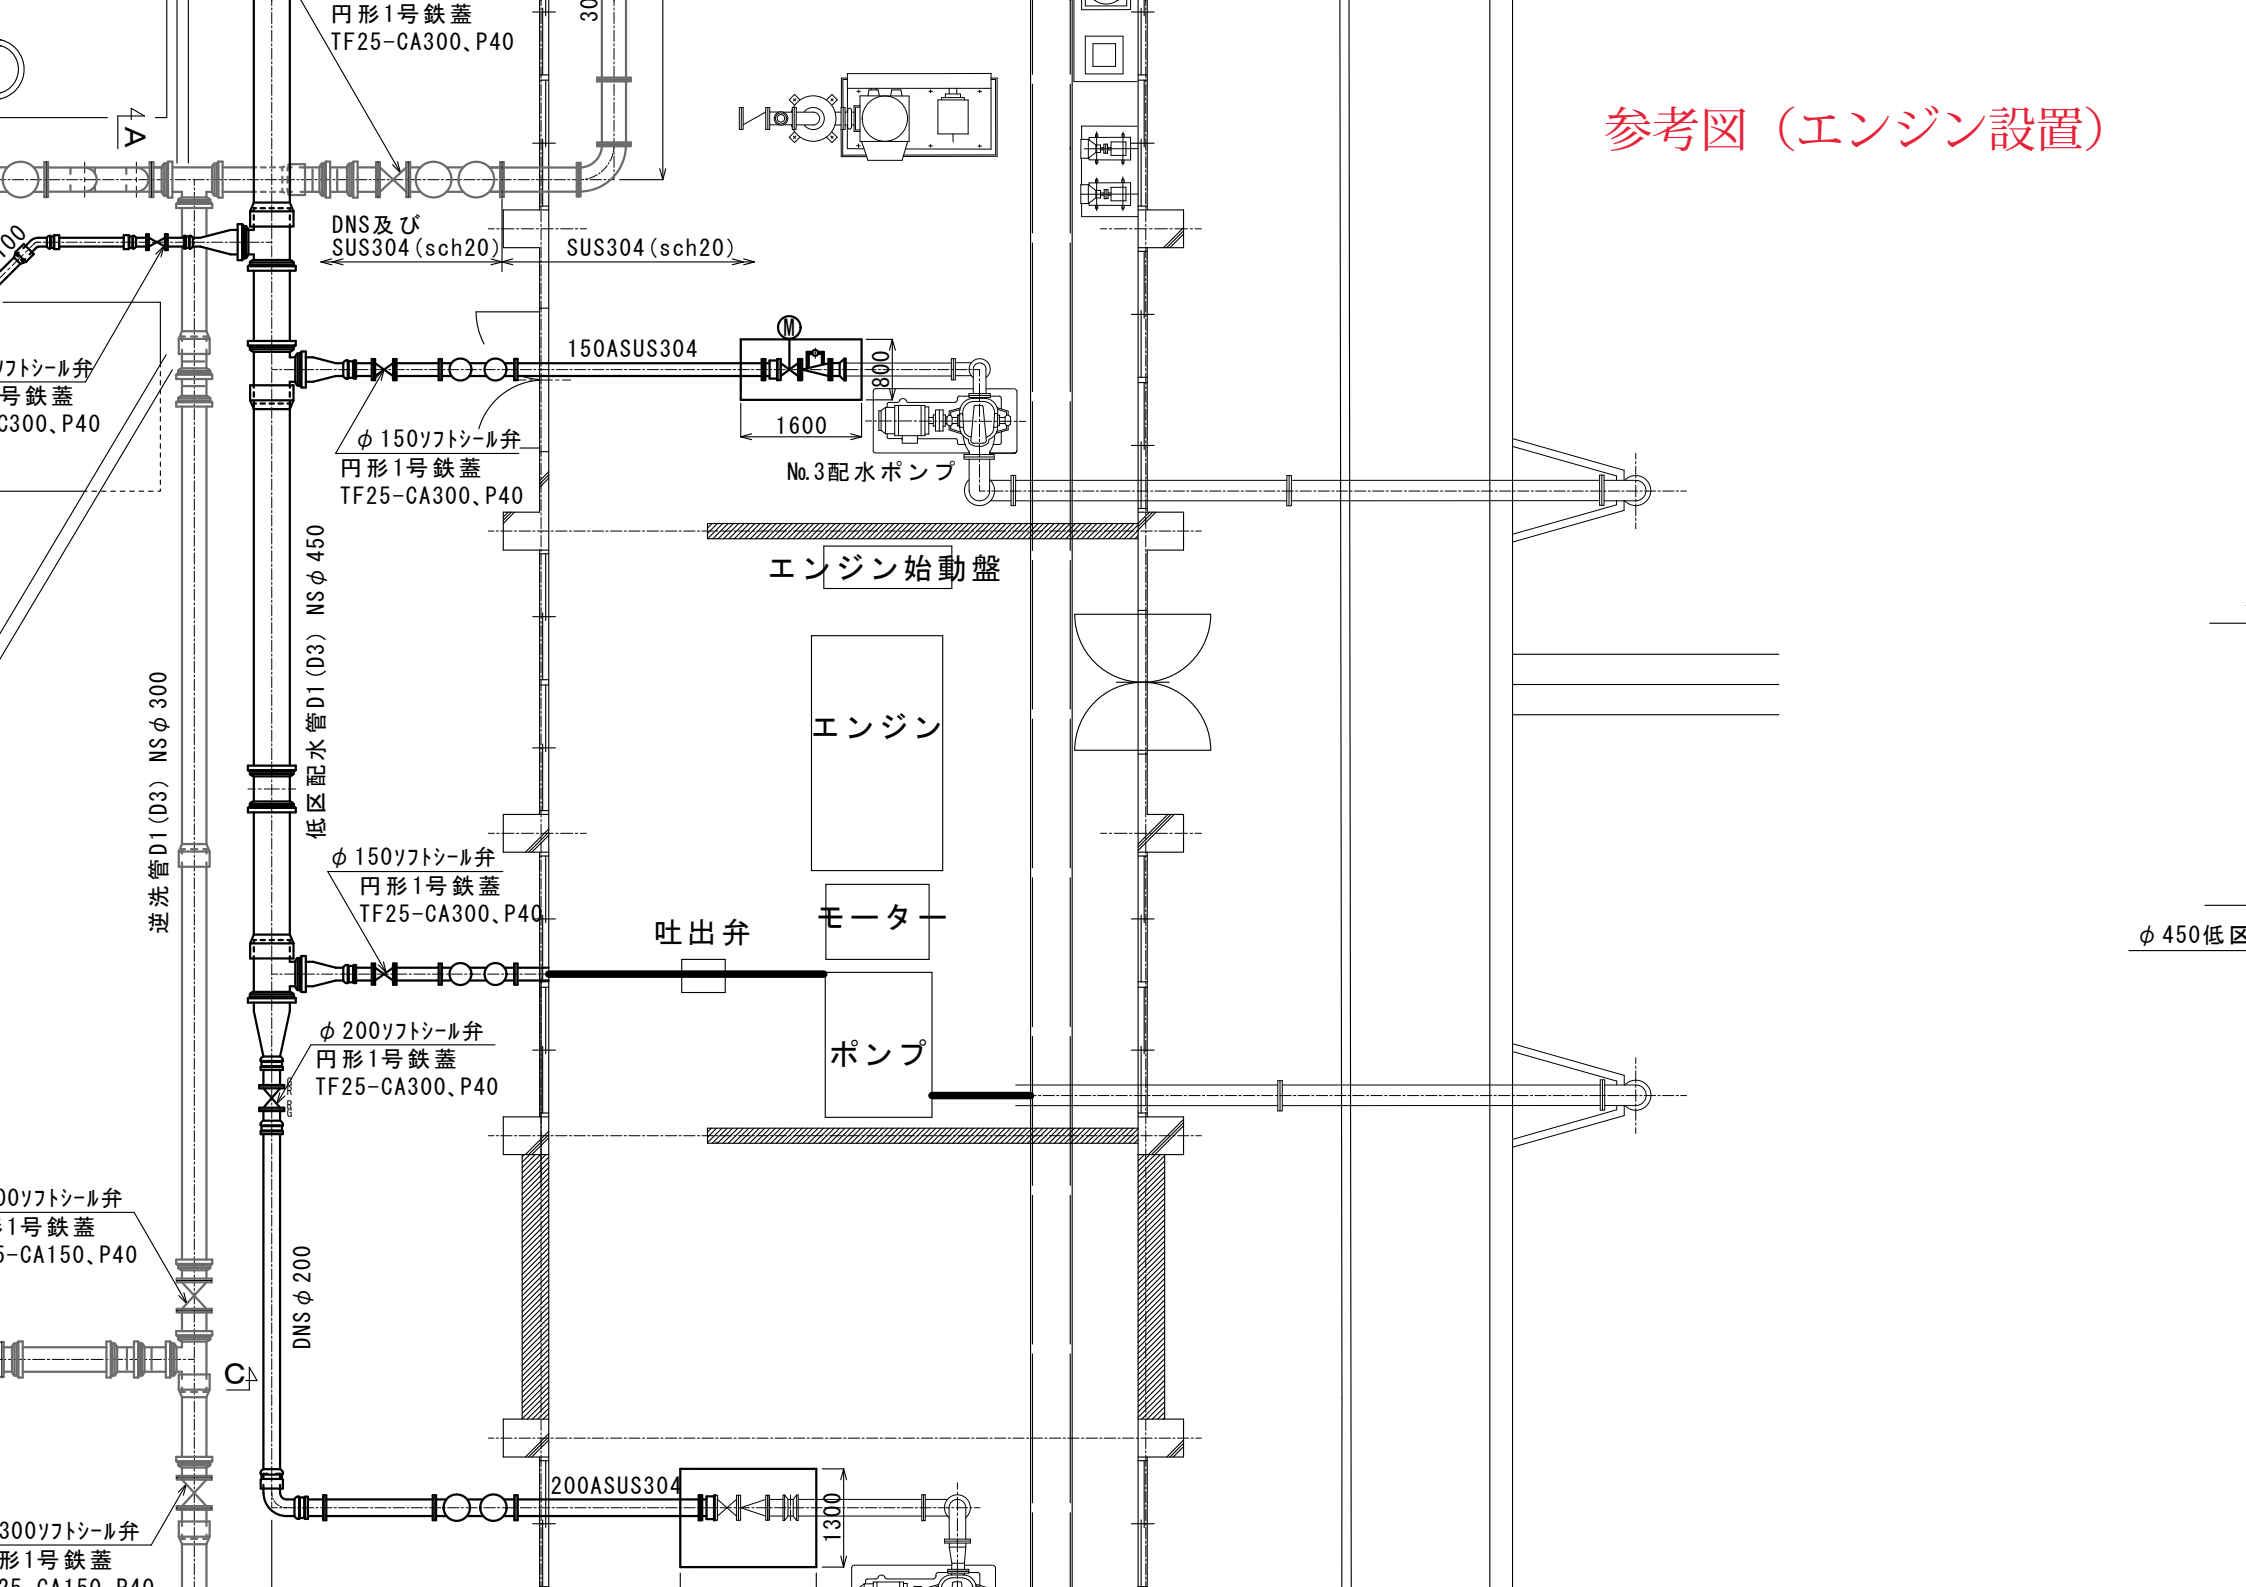 円形1号鉄蓋
TF25-CA300、P40
30
参考図（エンジン設置）
A
DNS及び
SUS304(sch20)
SUS304(sch20)
00
M
150ASUS304
800
1600
ソフトシール弁
号鉄蓋
C300、P40
φ150ソフトシール弁
円形1号鉄蓋
TF25-CA300、P40
№3配水ポンプ
エンジン始動盤
低区配水管D1(D3) NSφ450
逆洗管D1(D3) NSφ300
エンジン
φ150ソフトシール弁
円形1号鉄蓋
TF25-CA300、P40
モーター
吐出弁
φ450低区
φ200ソフトシール弁
円形1号鉄蓋
TF25-CA300、P40
ポンプ
00ソフトシール弁
1号鉄蓋
5-CA150、P40
DNSφ200
C
200ASUS304
1300
300ソフトシール弁
形1号鉄蓋
25-CA150、P40